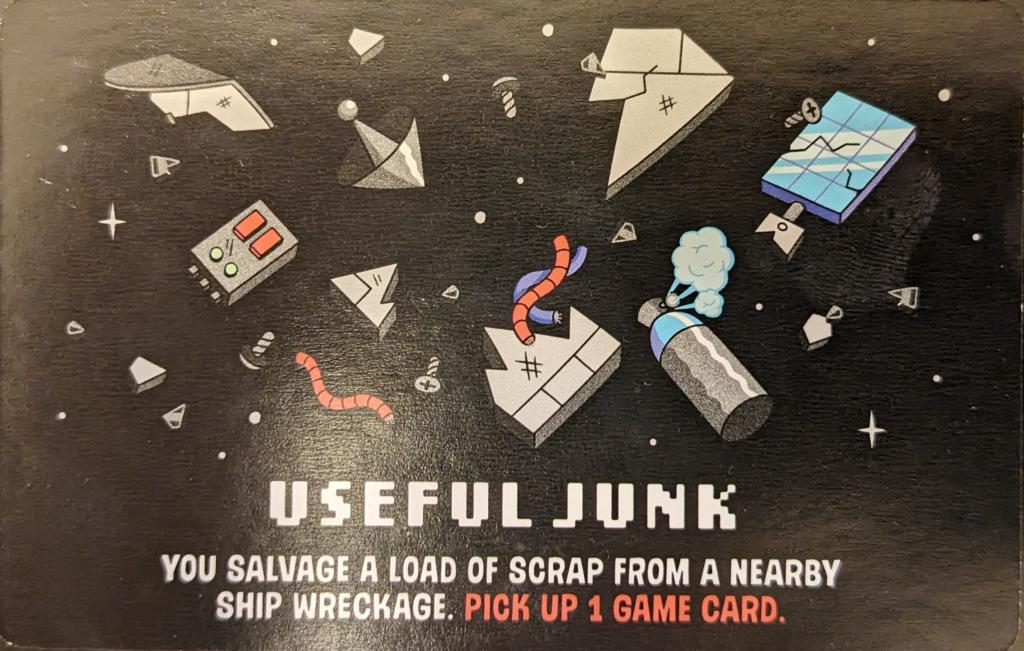 USEFUL JUNK
YOU SALVAGE A LOAD OF SCRAP FROM A NEARBY
SHIP WRECKAGE. PICK UP 1 GAME CARD.